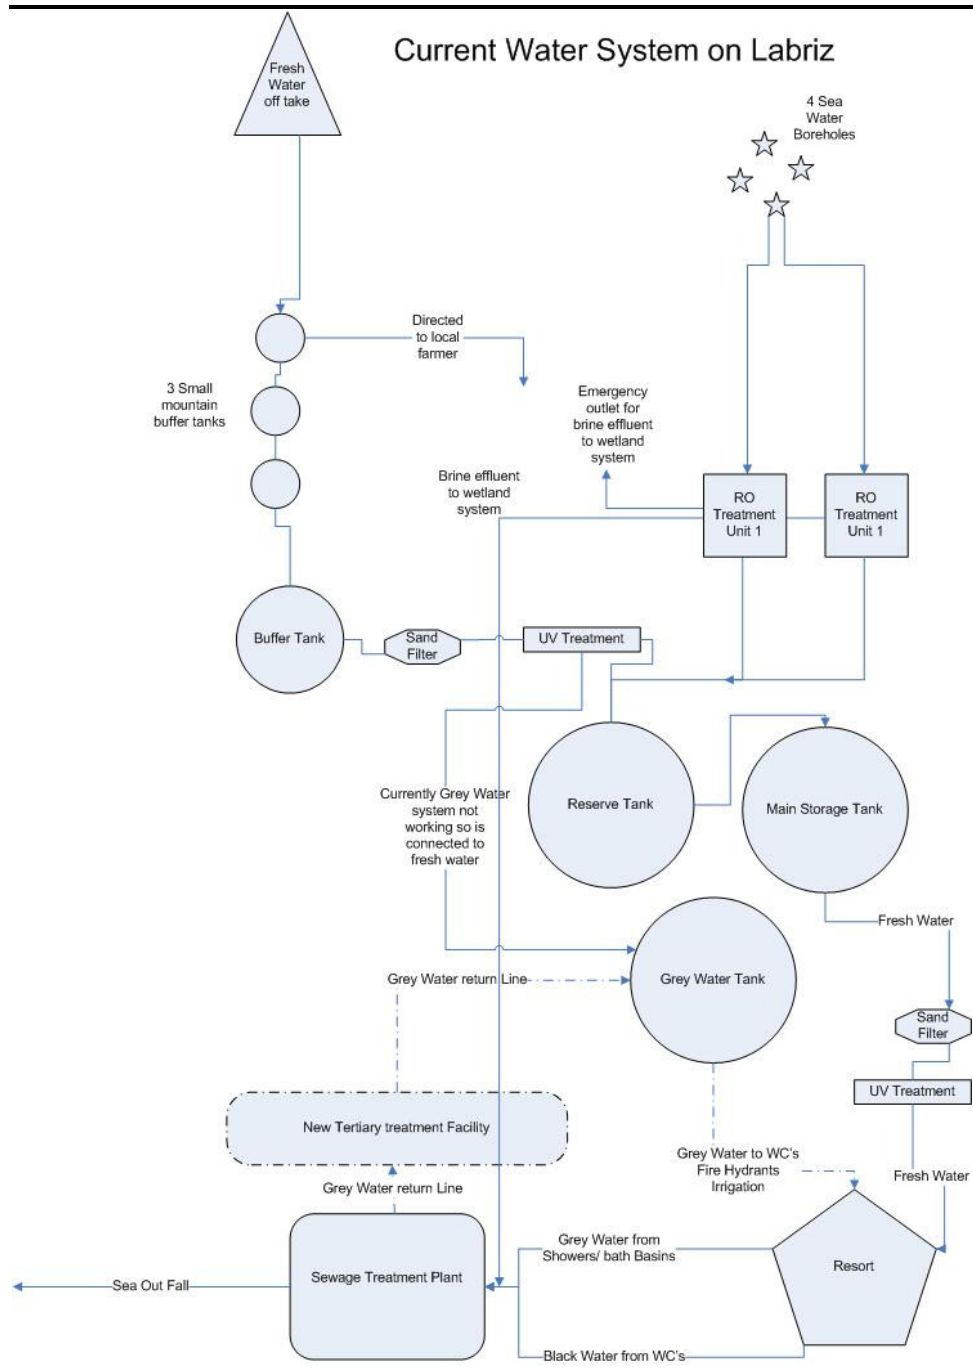 Current Water System on Labriz
Fresh
Water
off take
4 Sea
Water
Boreholes
Directed
to local
farmer
3 Small
mountain
buffer tanks
Emergency
outlet for
brine effluent
to wetland
system
Brine effluent
to wetland
system
RO
Treatment
Unit 1
RO
Treatment
Unit 1
Buffer Tank
Sand
Filter
UV Treatment
Reserve Tank
Main Storage Tank
Currently Grey Water
system not
working so is
connected to
fresh water
Fresh Water
Grey Water return Line
Grey Water Tank
Sand
Filter
UV Treatment
New Tertiary treatment Facility
Grey Water to WC's
Fire Hydrants
Irrigation
Fresh Water
Grey Water return Line
Grey Water from
Showers/ bath Basins
Resort
Sewage Treatment Plant
Sea Out Fall
Black Water from WC's